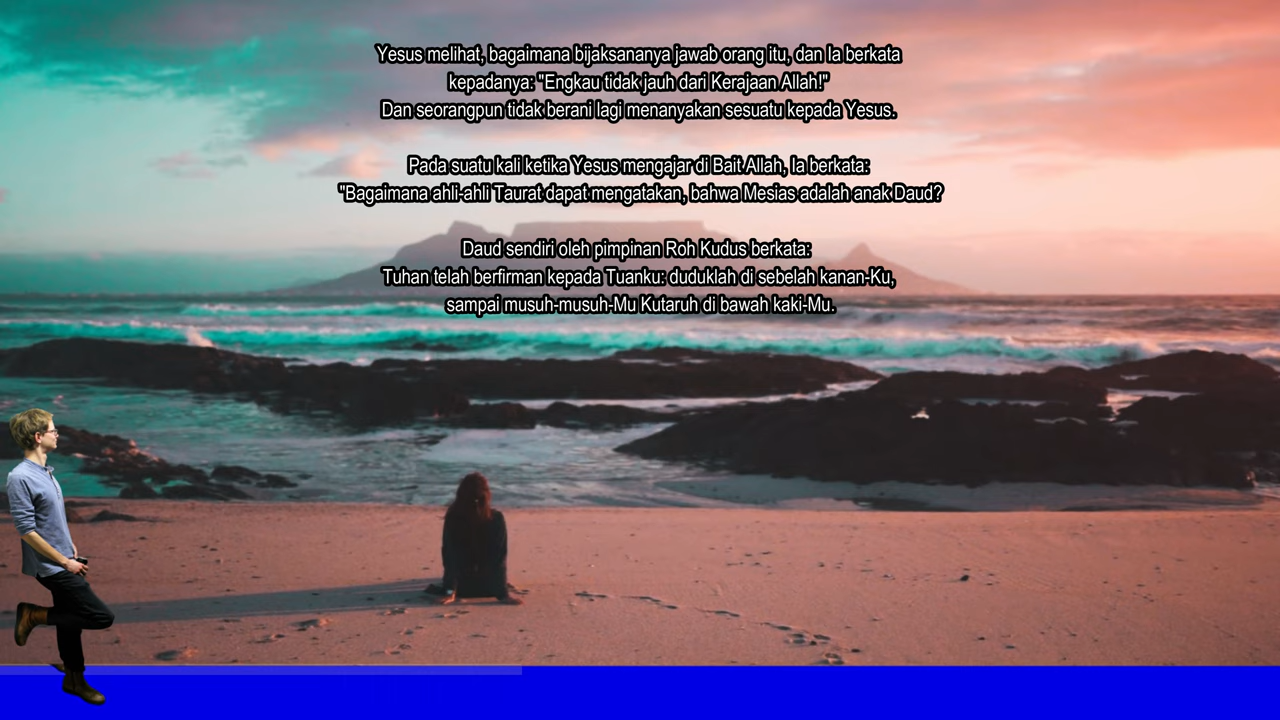 Yesus melihat, bagaimana bijaksananya jawab orang itu, dan Ia berkata
kepadanya: "Engkau tidak jauh dari Kerajaan Allah!"
Dan seorangpun tidak berani lagi menanyakan sesuatu kepada Yesus.
Pada suatu kali ketika Yesus mengajar di Bait Allah, Ia berkata:
"Bagaimana ahli-ahli Taurat dapat mengatakan, bahwa Mesias adalah anak Daud?
Daud sendiri oleh pimpinan Roh Kudus berkata:
Tuhan telah berfirman kepada Tuanku: duduklah di sebelah kanan-Ku,
sampai musuh-musuh-Mu Kutaruh di bawah kaki-Mu.